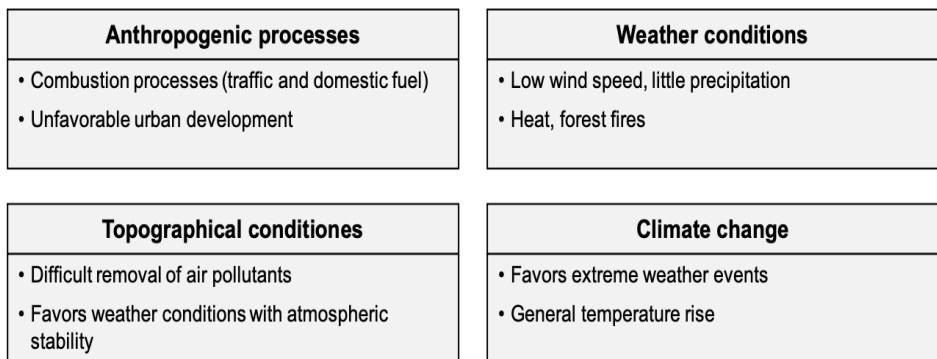 Anthropogenic processes
• Combustion processes (traffic and domestic fuel)
• Unfavorable urban development
Weather conditions
• Low wind speed, little precipitation
• Heat, forest fires
Topographical conditiones
• Difficult removal of air pollutants
• Favors weather conditions with atmospheric
stability
Climate change
• Favors extreme weather events
• General temperature rise